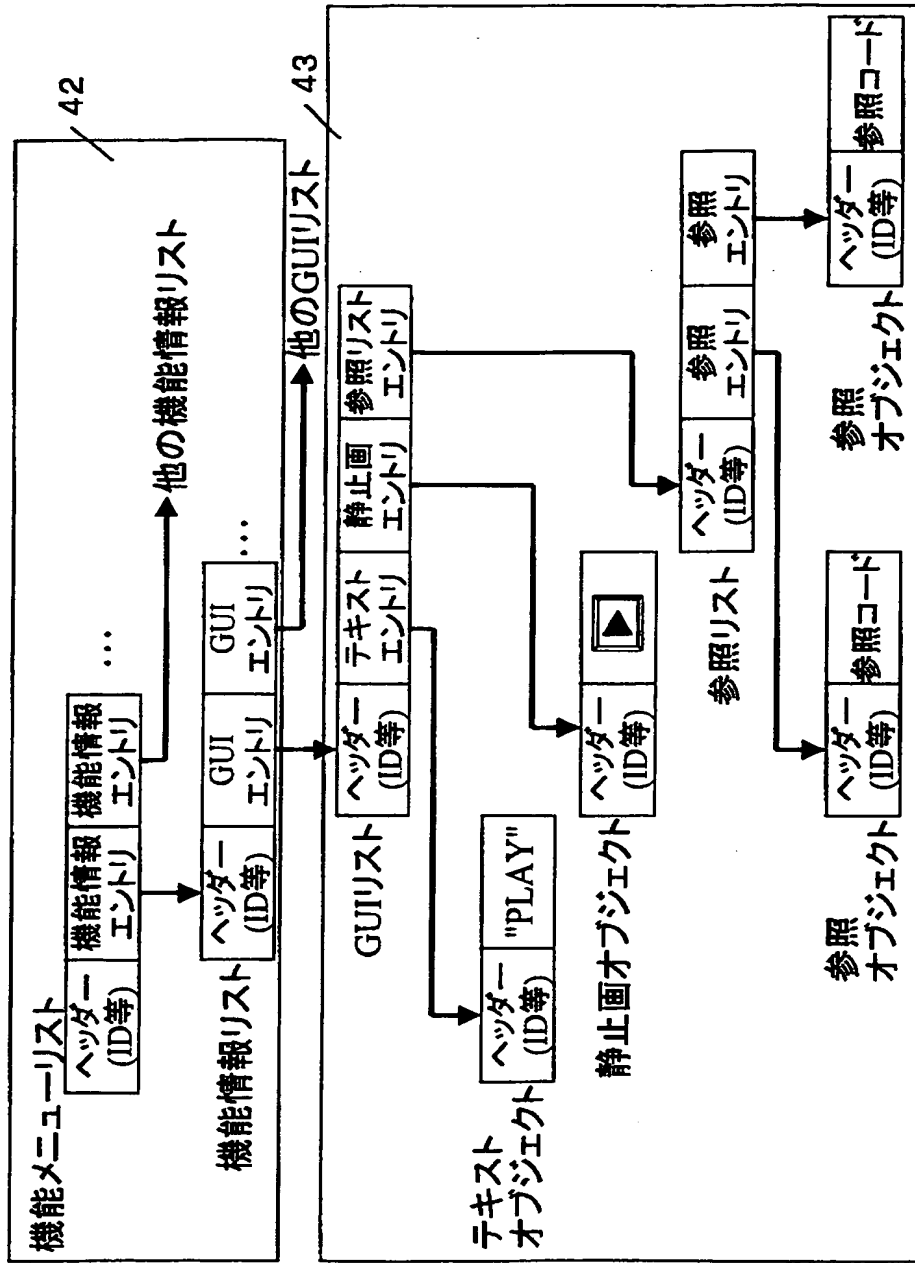 42
機能メニューリスト
ヘッダー
(ID等)
機能情報
エントリ
機能情報
エントリ
...
他の機能情報リスト
機能情報リスト
ヘッダー
(ID等)
GUI
エントリ
GUI
エントリ
...
他のGUIリスト
43
GUIリスト
ヘッダー
(ID等)
テキスト
エントリ
静止画
エントリ
参照リスト
エントリ
テキスト
オブジェクト
ヘッダー
(ID等)
"PLAY"
静止画オブジェクト
ヘッダー
(ID等)
参照リスト
ヘッダー
(ID等)
参照
エントリ
参照
エントリ
参照
オブジェクト
ヘッダー
(ID等)
参照コード
参照
オブジェクト
ヘッダー
(ID等)
参照コード